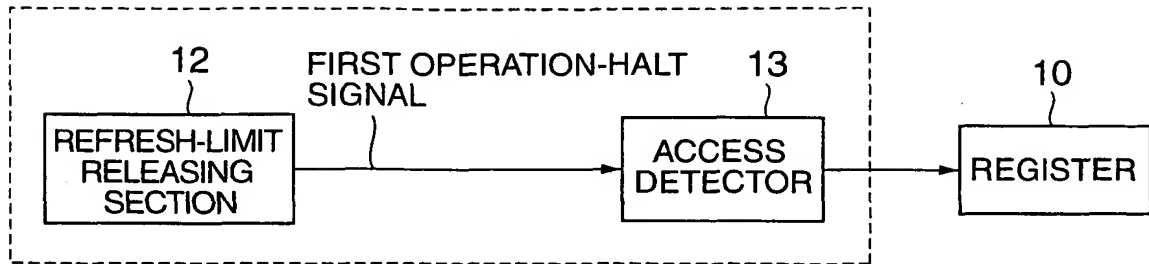 12
FIRST OPERATION-HALT
SIGNAL
13
10
REFRESH-LIMIT
RELEASING
SECTION
ACCESS
DETECTOR
REGISTER